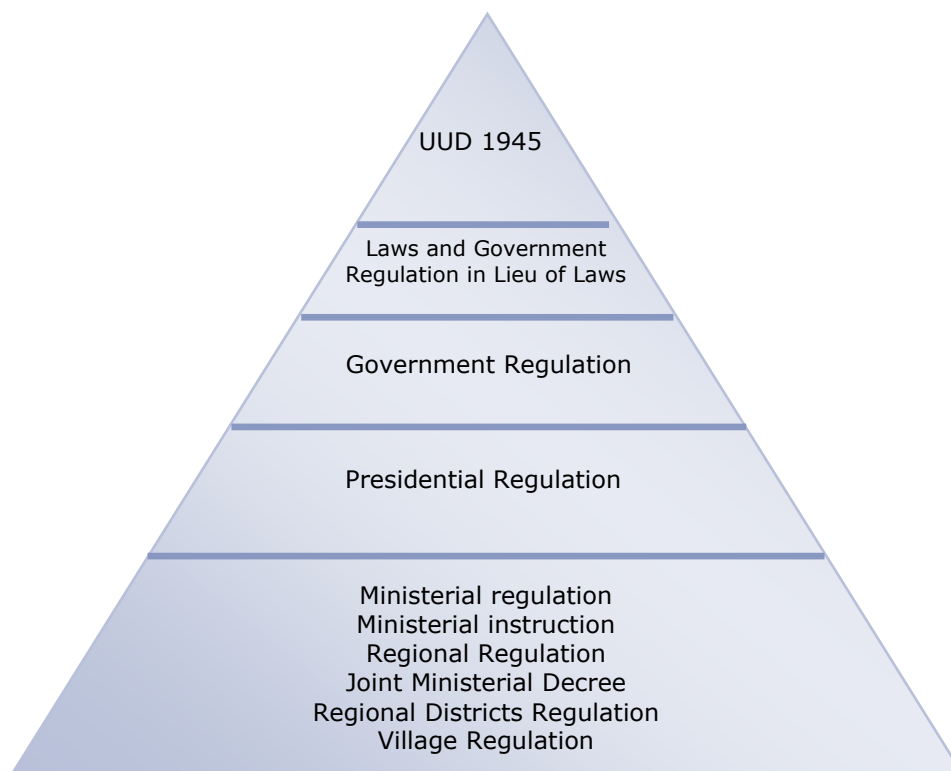 UUD 1945
Laws and Government
Regulation in Lieu of Laws
Government Regulation
Presidential Regulation
Ministerial regulation
Ministerial instruction
Regional Regulation
Joint Ministerial Decree
Regional Districts Regulation
Village Regulation